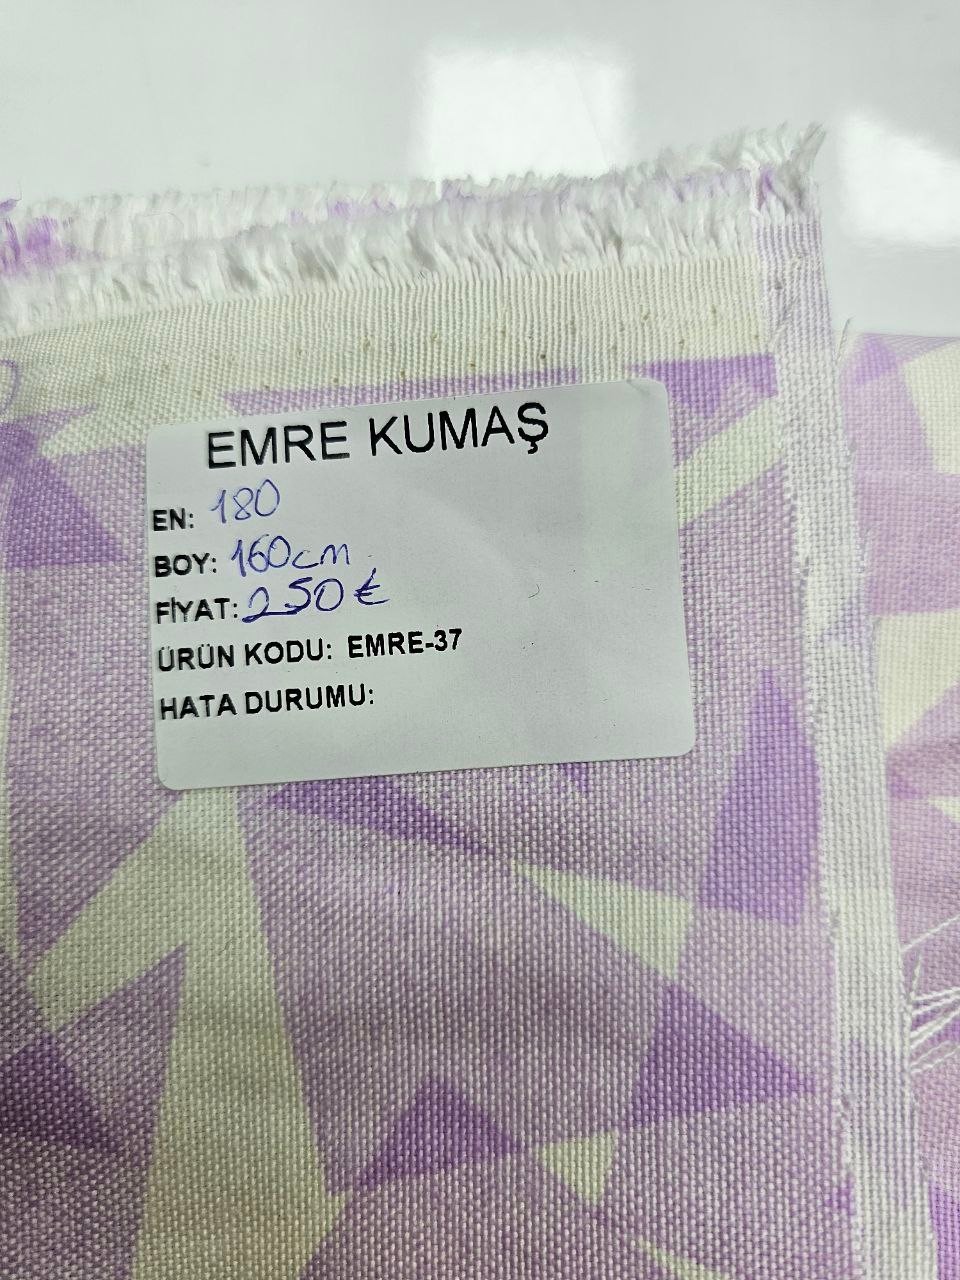 EMRE KUMAŞ
EN: 180
BOY: 160cm
FİYAT: 250€
ÜRÜN KODU: EMRE-37
HATA DURUMU: